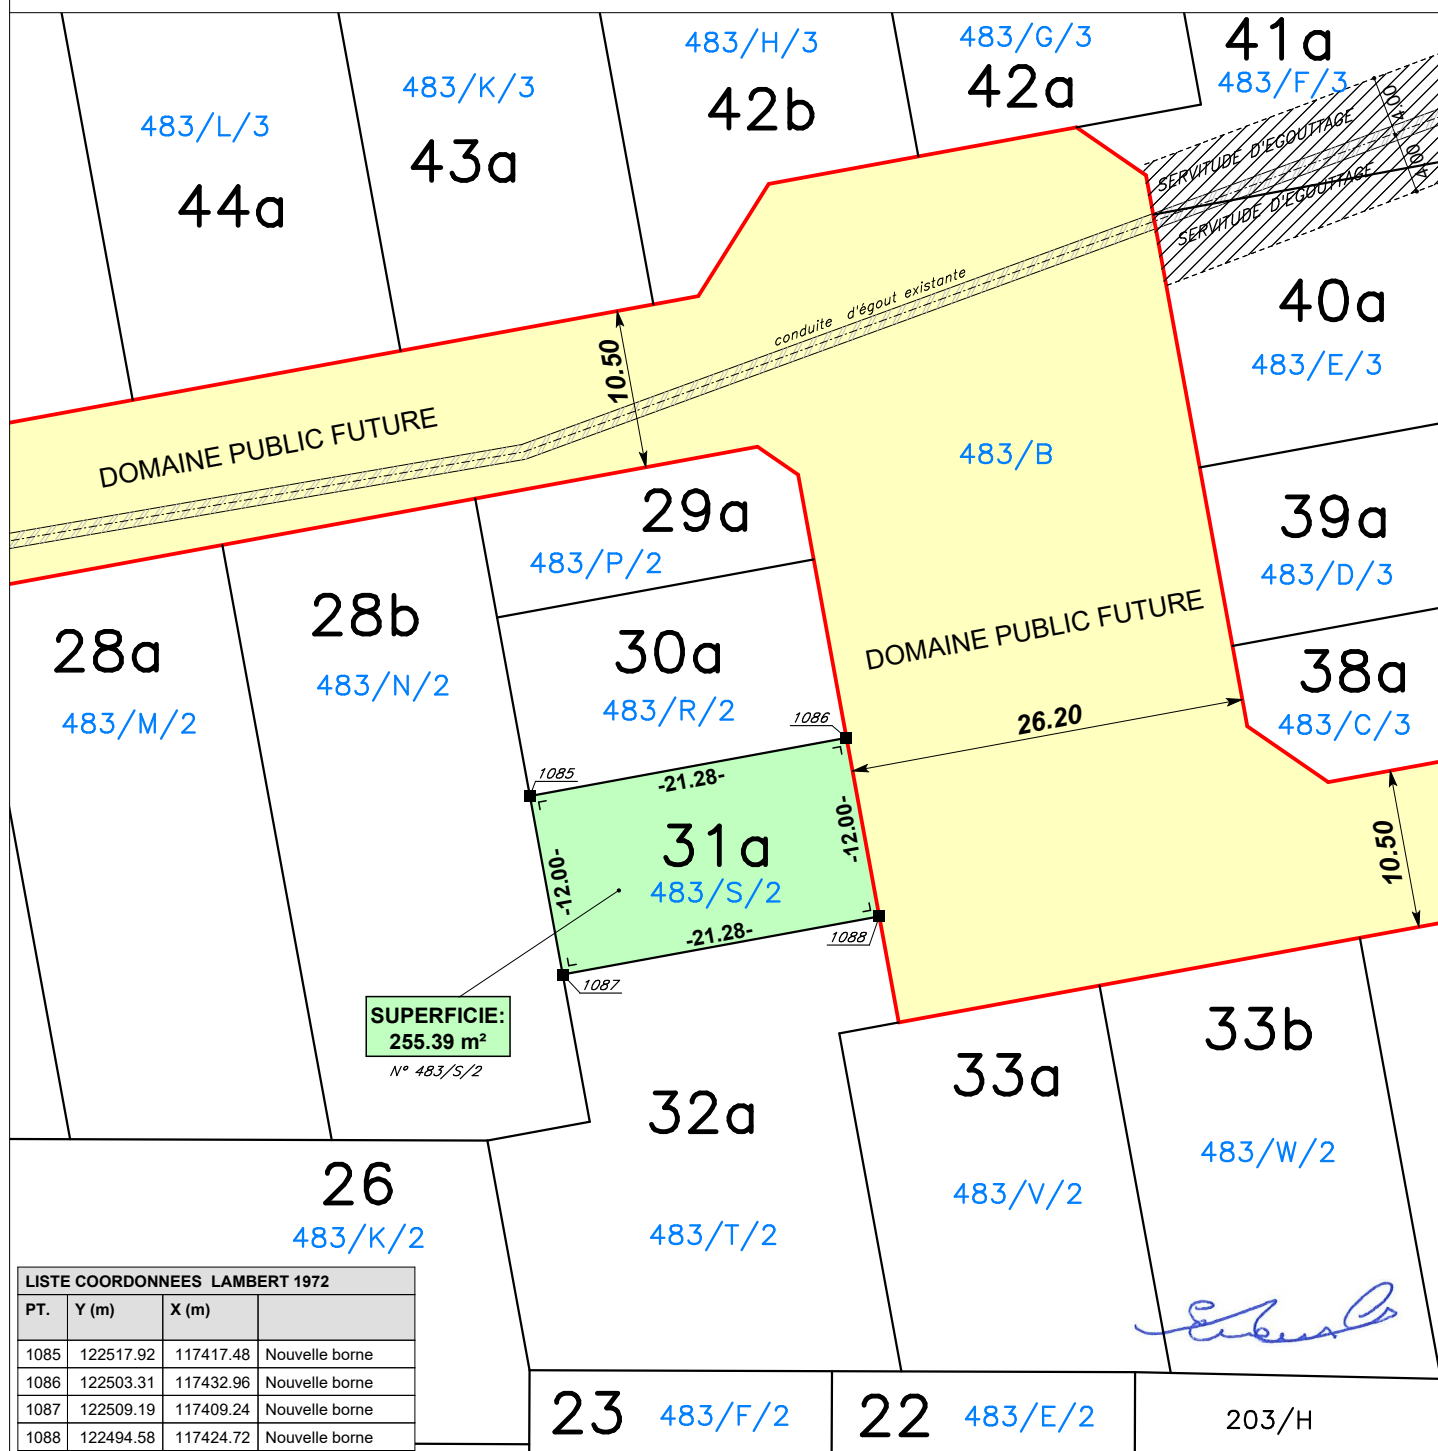 41a
483/H/3
483/G/3
483/F/3
483/K/3
42a
42b
483/L/3
43a
44a
SERVITUDE D'EGOUTTAGE
4.00
4.00
SERVITUDE D'EGOUTTAGE
conduite d'égout existante
40a
483/E/3
10.50
DOMAINE PUBLIC FUTURE
483/B
29a
39a
483/P/2
483/D/3
28b
DOMAINE PUBLIC FUTURE
28a
30a
38a
483/N/2
483/R/2
483/M/2
483/C/3
1086
26.20
1085
-21.28-
31a
-12.00-
10.50
-12.00-
483/S/2
-21.28-
1088
1087
SUPERFICIE:
255.39 m²
N° 483/S/2
33b
33a
32a
483/W/2
26
483/V/2
483/K/2
483/T/2
LISTE COORDONNEES LAMBERT 1972
PT. Y (m) X (m)
1085 122517.92 117417.48 Nouvelle borne
1086 122503.31 117432.96 Nouvelle borne
1087 122509.19 117409.24 Nouvelle borne
1088 122494.58 117424.72 Nouvelle borne
23 483/F/2 22 483/E/2 203/H